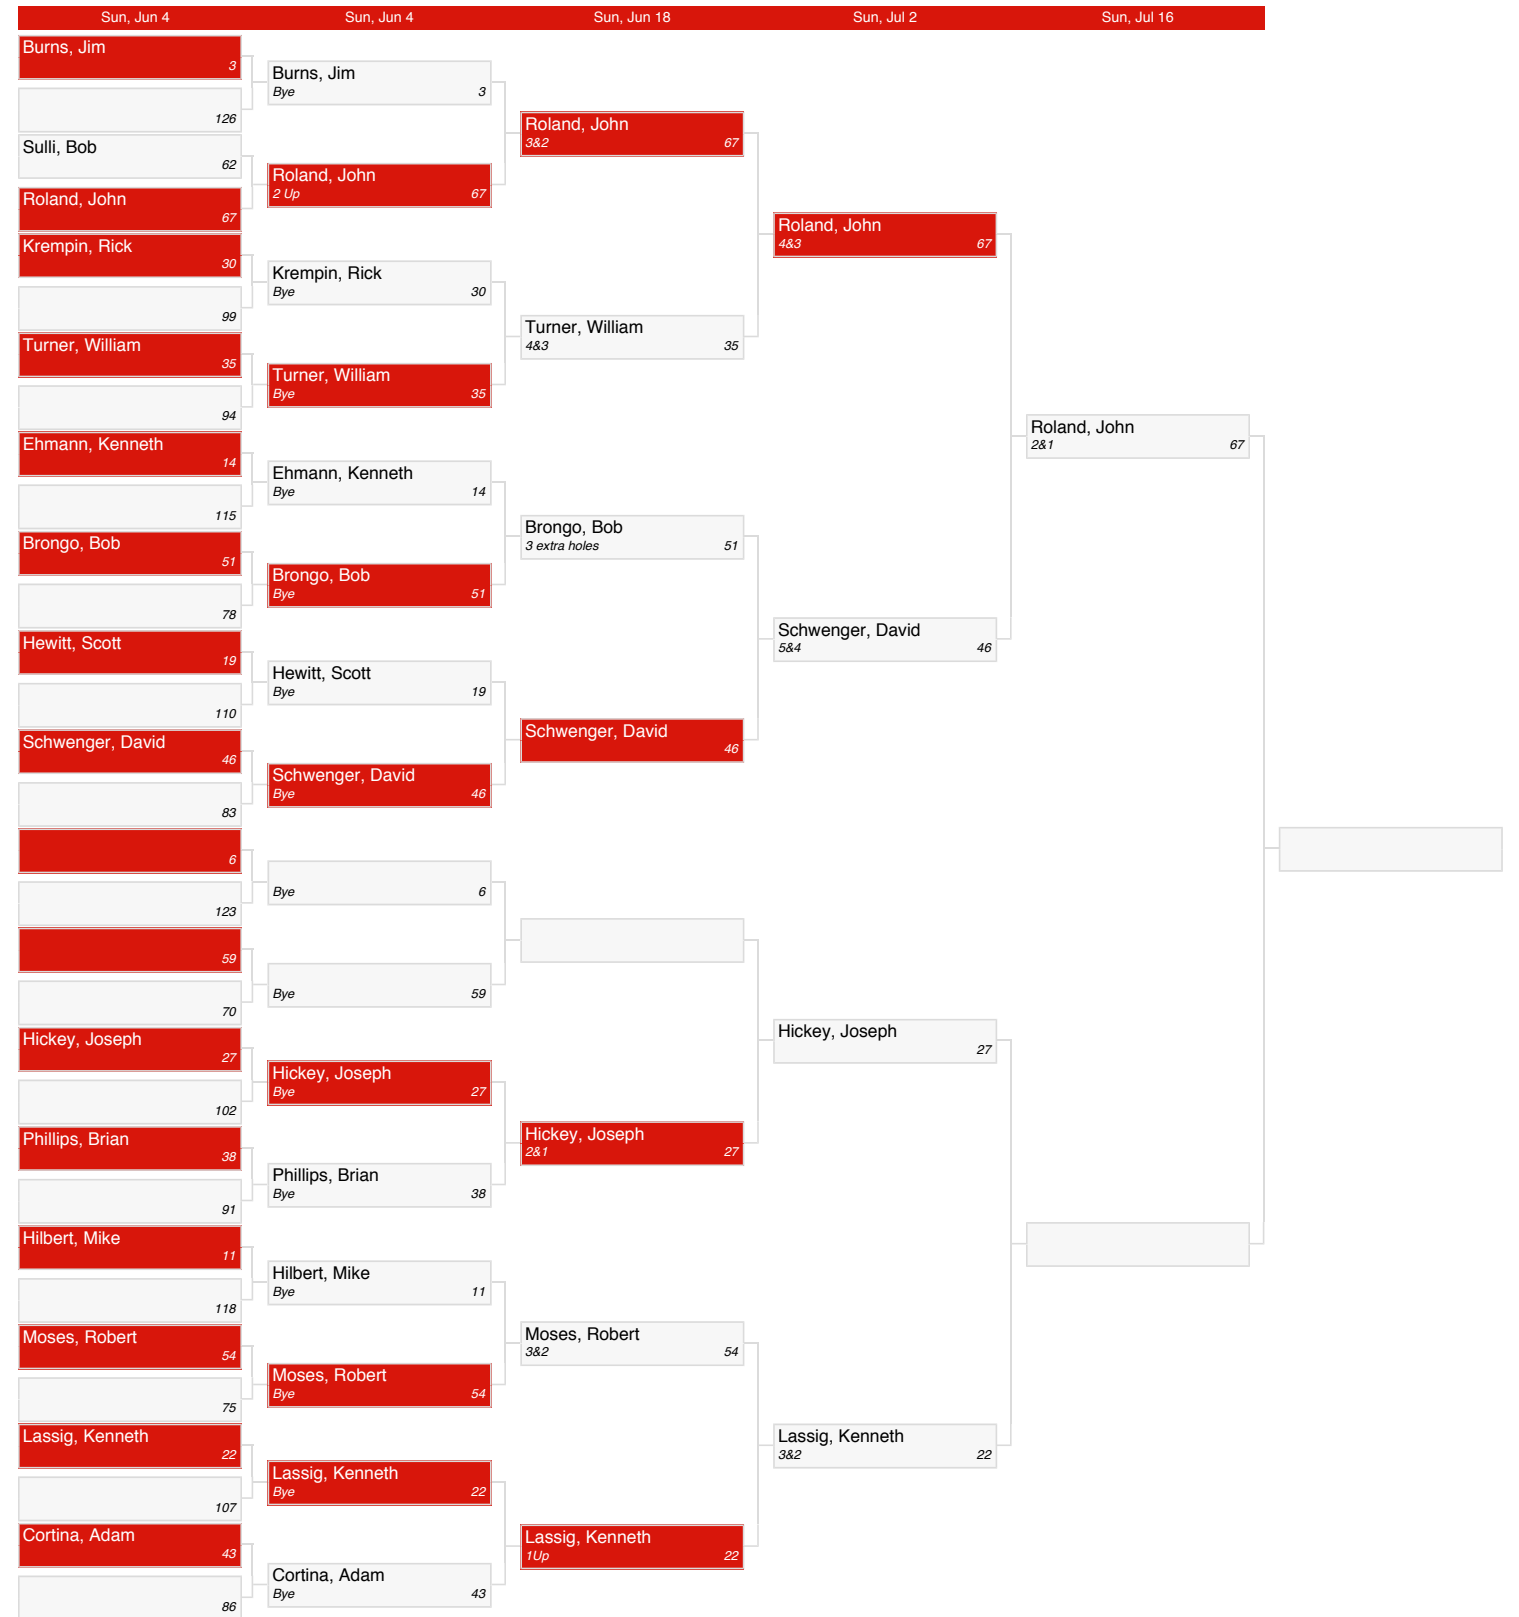 Sun, Jun 4
Sun, Jun 4
Sun, Jun 18
Sun, Jul 2
Sun, Jul 16
Burns, Jim
3
126
Sulli, Bob
62
Roland, John
67
Krempin, Rick
30
99
Turner, William
35
94
Ehmann, Kenneth
14
115
Brongo, Bob
51
78
Hewitt, Scott
19
110
Schwenger, David
46
83
6
123
59
70
Hickey, Joseph
27
102
Phillips, Brian
38
91
Hilbert, Mike
11
118
Moses, Robert
54
75
Lassig, Kenneth
22
107
Cortina, Adam
43
86
Burns, Jim
Bye 3
Roland, John
2 Up 67
Krempin, Rick
Bye 30
Turner, William
Bye 35
Ehmann, Kenneth
Bye 14
Brongo, Bob
Bye 51
Hewitt, Scott
Bye 19
Schwenger, David
Bye 46
Bye 6
Bye 59
Hickey, Joseph
Bye 27
Phillips, Brian
Bye 38
Hilbert, Mike
Bye 11
Moses, Robert
Bye 54
Lassig, Kenneth
Bye 22
Cortina, Adam
Bye 43
Roland, John
3&2 67
Turner, William
4&3 35
Brongo, Bob
3 extra holes 51
Schwenger, David
46
Hickey, Joseph
2&1 27
Moses, Robert
3&2 54
Lassig, Kenneth
1Up 22
Roland, John
4&3 67
Schwenger, David
5&4 46
Hickey, Joseph
27
Lassig, Kenneth
3&2 22
Roland, John
2&1 67